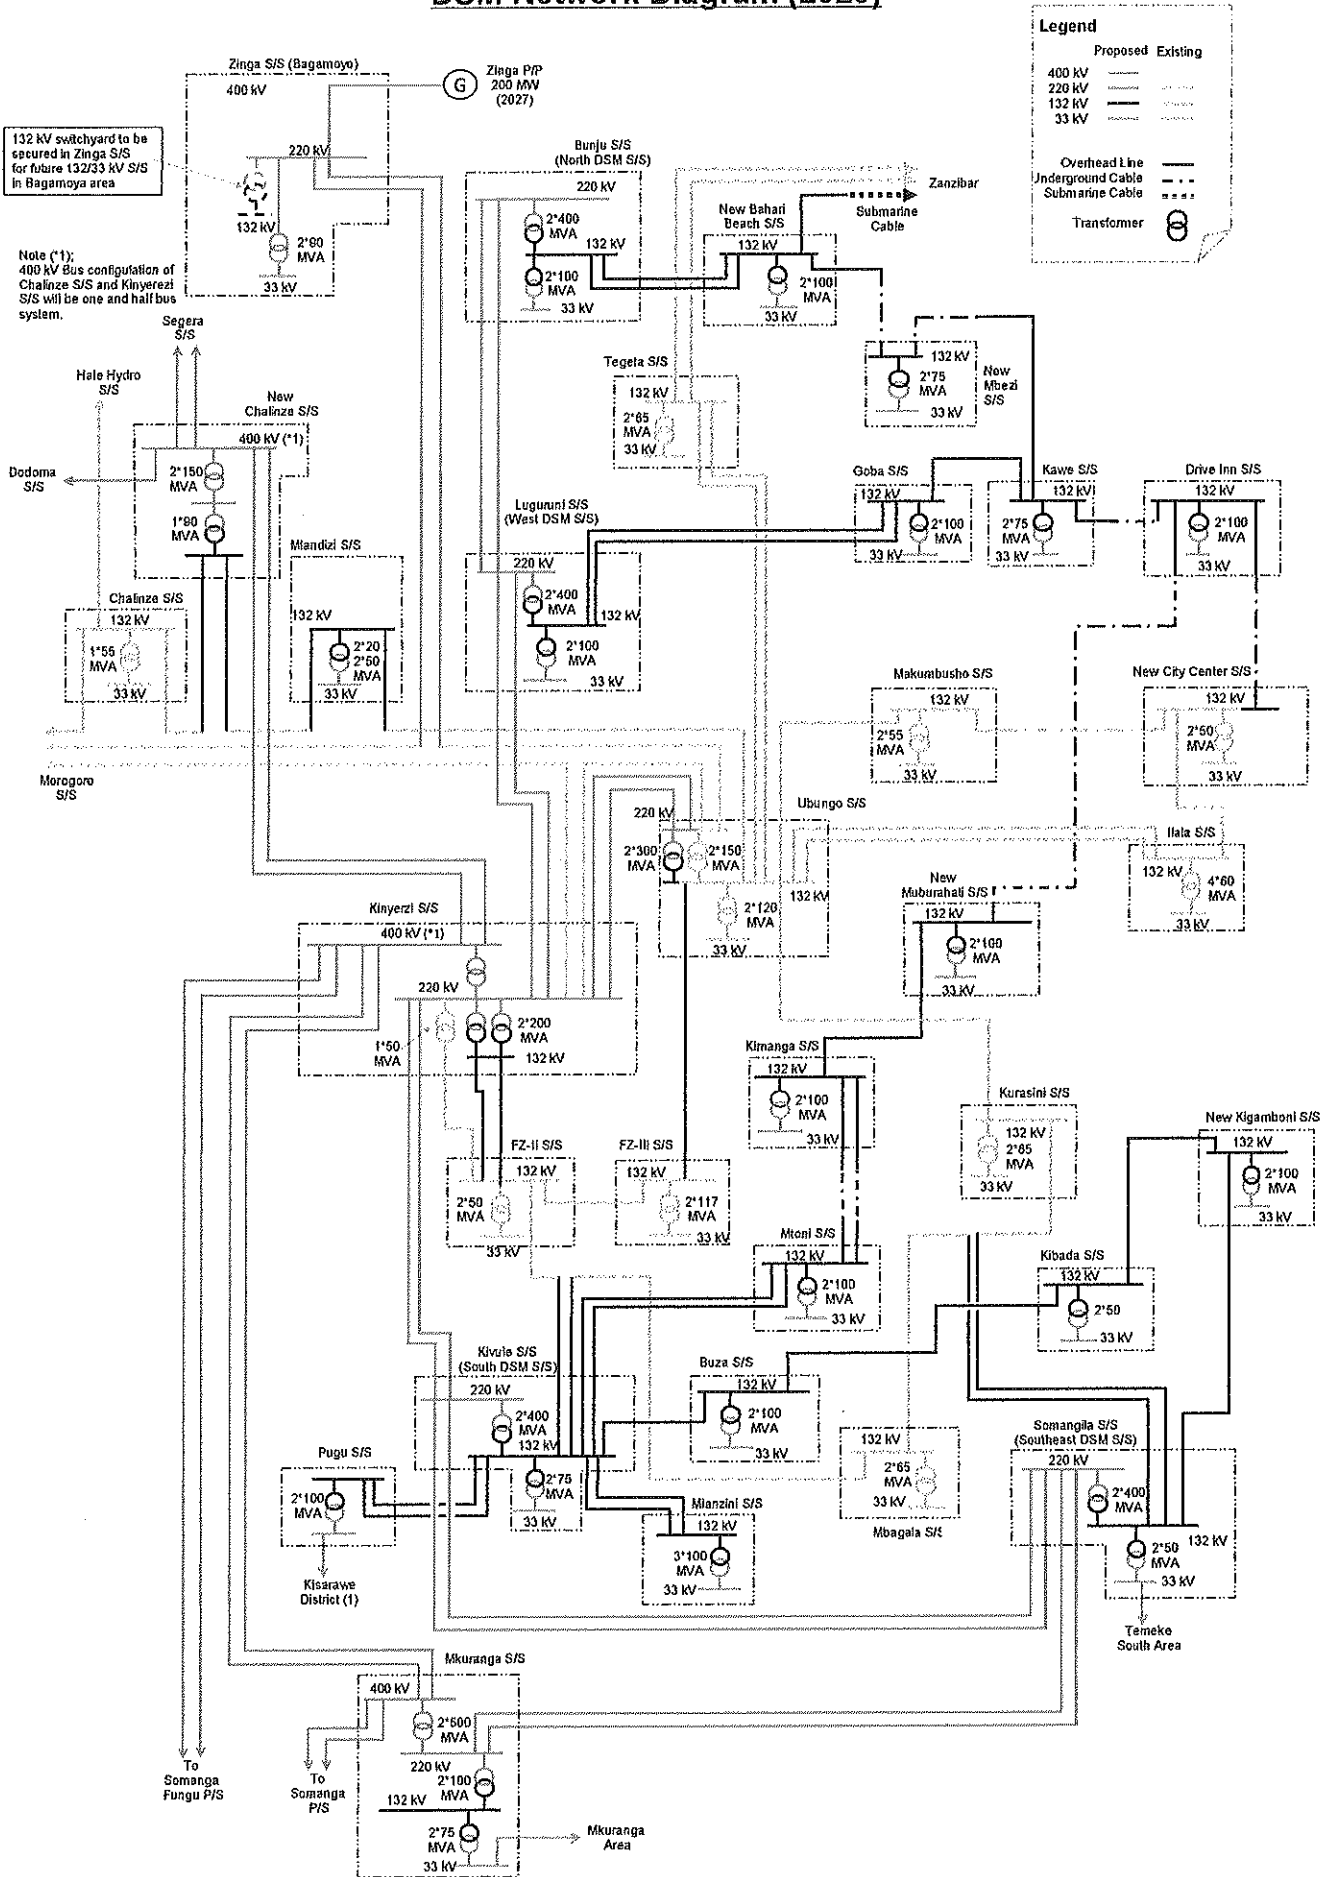 DSM Network Diagram
Legend
Proposed Existing
400 kV
220 kV
132 kV
33 kV
Overhead Line
Underground Cable
Submarine Cable
Transformer
Zinga S/S (Bagamoyo)
400 kV
G
Zinga P/P
200 MW
(2027)
132 kV switchyard to be
secured in Zinga S/S
for future 132/33 kV S/S
in Bagamoya area
220 kV
132 kV
2*90
MVA
33 kV
Note (*1);
400 kV Bus configulation of
Chalinze S/S and Kinyerezi
S/S will be one and half bus
system.
Bunju S/S
(North DSM S/S)
220 kV
2*400
MVA
132 kV
2*100
MVA
33 kV
Zanzibar
Submarine
Cable
New Bahari
Beach S/S
132 kV
2*100
MVA
33 kV
132 kV
2*75
MVA
33 kV
New
Mbezi
S/S
Tegeta S/S
132 kV
2*65
MVA
33 kV
Segera
S/S
Hale Hydro
S/S
New
Chalinze S/S
400 kV (*1)
Dodoma
S/S
2*150
MVA
1*90
MVA
Chalinze S/S
132 kV
1*55
MVA
33 kV
Mlandizi S/S
132 kV
2*20
2*50
MVA
33 kV
Morogoro
S/S
Luguruni S/S
(West DSM S/S)
220 kV
2*400
MVA
132 kV
2*100
MVA
33 kV
Goba S/S
132 kV
2*100
MVA
33 kV
Kawe S/S
132 kV
2*75
MVA
33 kV
Drive Inn S/S
132 kV
2*100
MVA
33 kV
Makumbusho S/S
132 kV
2*55
MVA
33 kV
New City Center S/S
132 kV
2*50
MVA
33 kV
Ubungo S/S
220 kV
2*300
MVA
2*150
MVA
132 kV
2*120
MVA
33 kV
Ilala S/S
132 kV
4*60
MVA
33 kV
New
Muburahati S/S
132 kV
2*100
MVA
33 kV
Kinyerzi S/S
400 kV (*1)
220 kV
2*200
MVA
1*50
MVA
132 kV
Kimanga S/S
132 kV
2*100
MVA
33 kV
Kurasini S/S
132 kV
2*85
MVA
33 kV
New Kigamboni S/S
132 kV
2*100
MVA
33 kV
FZ-II S/S
132 kV
2*50
MVA
33 kV
FZ-III S/S
132 kV
2*117
MVA
33 kV
Mtoni S/S
132 kV
2*100
MVA
33 kV
Kibada S/S
132 kV
2*50
33 kV
Kivule S/S
(South DSM S/S)
220 kV
2*400
MVA
132 kV
2*75
MVA
33 kV
Buza S/S
132 kV
2*100
MVA
33 kV
132 kV
2*65
MVA
33 kV
Mbagala S/S
Somangila S/S
(Southeast DSM S/S)
220 kV
2*400
MVA
132 kV
2*50
MVA
33 kV
Temeke
South Area
Pugu S/S
2*100
MVA
33 kV
Kisarawe
District (1)
Mianzini S/S
132 kV
3*100
MVA
33 kV
Mkuranga S/S
400 kV
2*500
MVA
220 kV
2*100
MVA
132 kV
2*75
MVA
33 kV
Mkuranga
Area
To
Somanga
Fungu P/S
To
Somanga
P/S